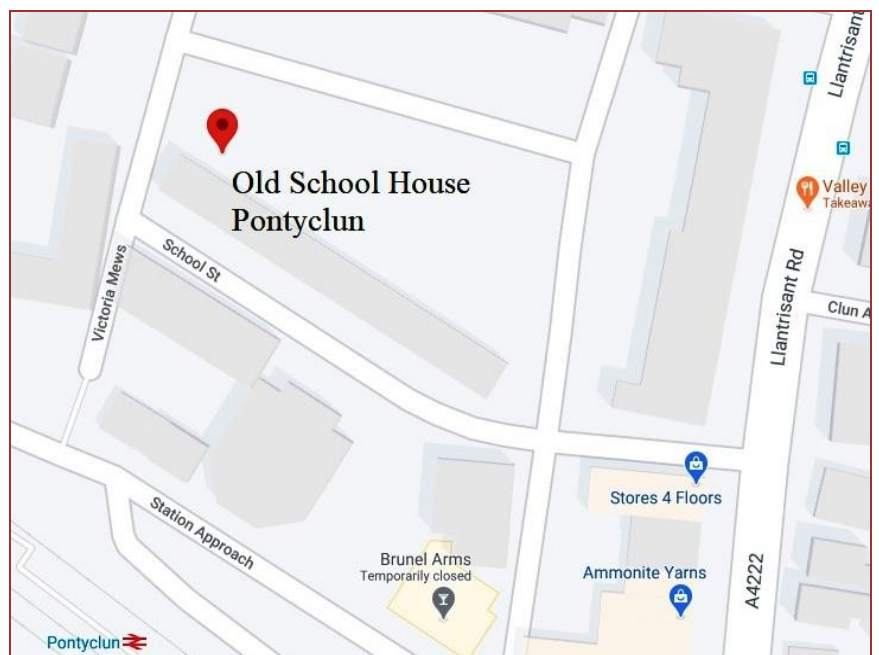 Llantrisant
Valley
Takeawa
Old School House
Pontyclun
School St
Victoria Mews
Llantrisant Rd
Clun A
Stores 4 Floors
Station Approach
Brunel Arms
Temporarily closed
Ammonite Yarns
A4222
Pontyclun